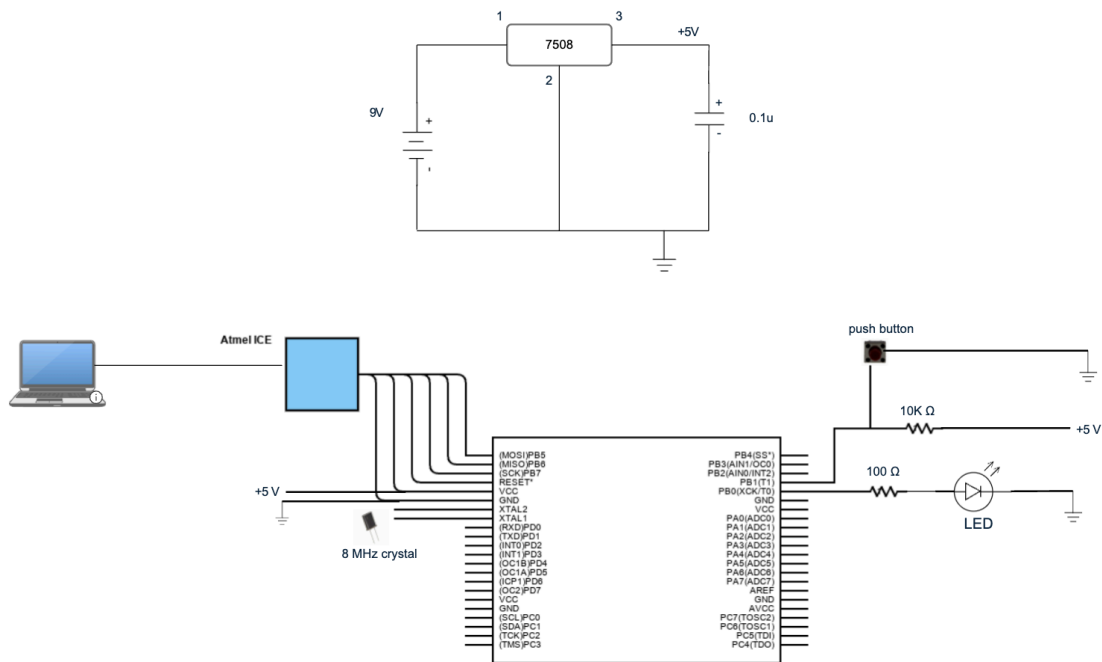 1
3
7508
+5V
2
9V
+
-
+
0.1u
-
Atmel ICE
i
push button
10K Ω
+5 V
100 Ω
LED
+5 V
8 MHz crystal
(MOSI)PB5
(MISO)PB6
(SCK)PB7
RESET*
VCC
GND
XTAL2
XTAL1
(RXD)PD0
(TXD)PD1
(INT0)PD2
(INT1)PD3
(OC1B)PD4
(OC1A)PD5
(ICP1)PD6
(OC2)PD7
VCC
GND
(SCL)PC0
(SDA)PC1
(TCK)PC2
(TMS)PC3
PB4(SS*)
PB3(AIN1/OC0)
PB2(AIN0/INT2)
PB1(T1)
PB0(XCK/T0)
GND
VCC
PA0(ADC0)
PA1(ADC1)
PA2(ADC2)
PA3(ADC3)
PA4(ADC4)
PA5(ADC5)
PA6(ADC6)
PA7(ADC7)
AREF
GND
AVCC
PC7(TOSC2)
PC6(TOSC1)
PC5(TDI)
PC4(TDO)